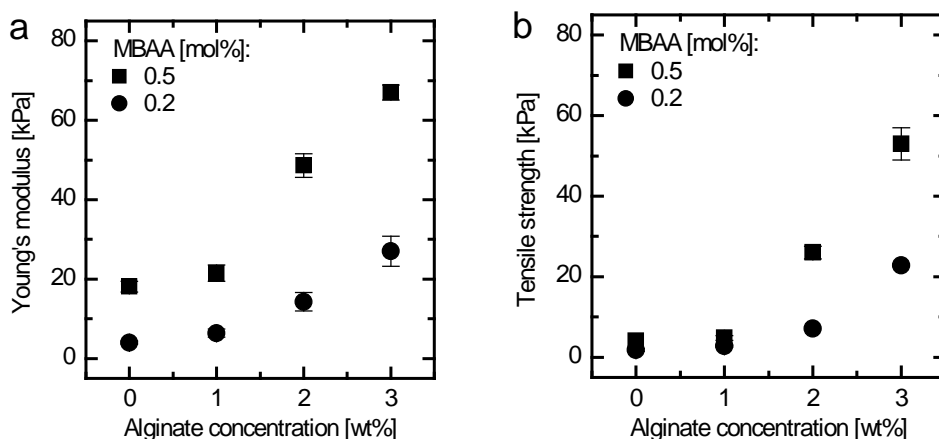 a
MBAA [mol%]:
0.5
0.2
Young's modulus [kPa]
80
60
40
20
0
0 1 2 3
Alginate concentration [wt%]
b
MBAA [mol%]:
0.5
0.2
Tensile strength [kPa]
80
60
40
20
0
0 1 2 3
Alginate concentration [wt%]